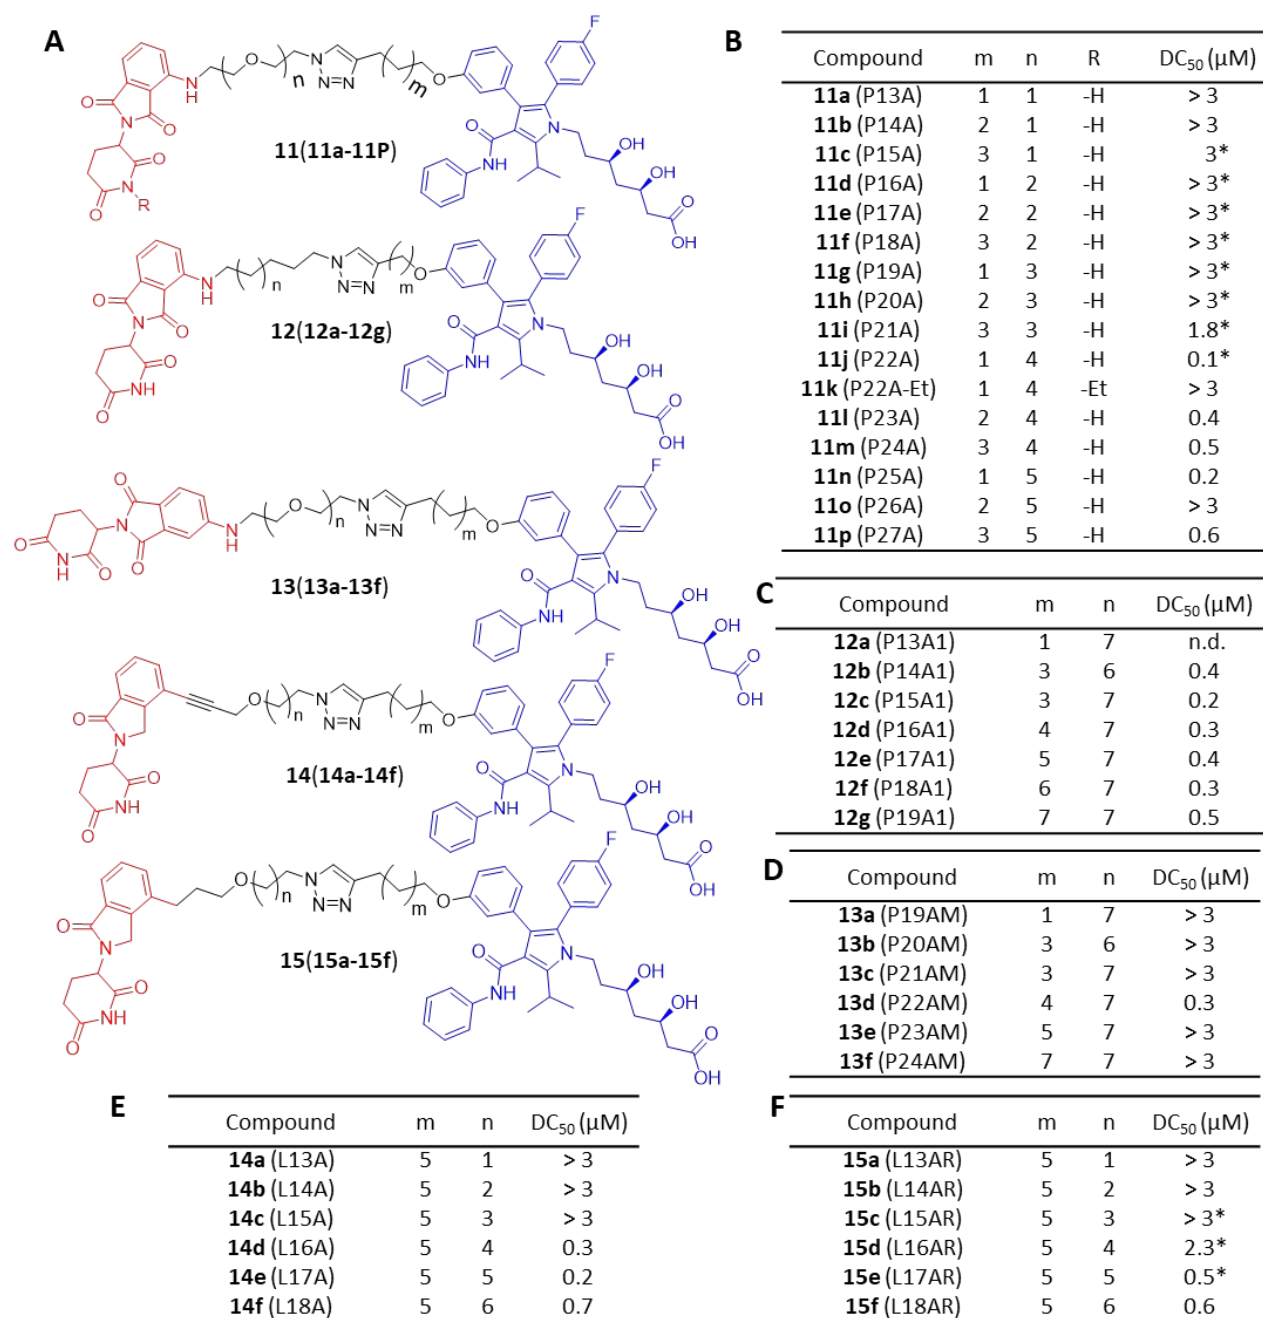 A
11(11a-11P)
12(12a-12g)
13(13a-13f)
14(14a-14f)
15(15a-15f)
B
Compound m n R DC₅₀ (µM)
11a (P13A) 1 1 -H > 3
11b (P14A) 2 1 -H > 3
11c (P15A) 3 1 -H 3*
11d (P16A) 1 2 -H > 3*
11e (P17A) 2 2 -H > 3*
11f (P18A) 3 2 -H > 3*
11g (P19A) 1 3 -H > 3*
11h (P20A) 2 3 -H > 3*
11i (P21A) 3 3 -H 1.8*
11j (P22A) 1 4 -H 0.1*
11k (P22A-Et) 1 4 -Et > 3
11l (P23A) 2 4 -H 0.4
11m (P24A) 3 4 -H 0.5
11n (P25A) 1 5 -H 0.2
11o (P26A) 2 5 -H > 3
11p (P27A) 3 5 -H 0.6
C
Compound m n DC₅₀ (µM)
12a (P13A1) 1 7 n.d.
12b (P14A1) 3 6 0.4
12c (P15A1) 3 7 0.2
12d (P16A1) 4 7 0.3
12e (P17A1) 5 7 0.4
12f (P18A1) 6 7 0.3
12g (P19A1) 7 7 0.5
D
Compound m n DC₅₀ (µM)
13a (P19AM) 1 7 > 3
13b (P20AM) 3 6 > 3
13c (P21AM) 3 7 > 3
13d (P22AM) 4 7 0.3
13e (P23AM) 5 7 > 3
13f (P24AM) 7 7 > 3
E
Compound m n DC₅₀ (µM)
14a (L13A) 5 1 > 3
14b (L14A) 5 2 > 3
14c (L15A) 5 3 > 3
14d (L16A) 5 4 0.3
14e (L17A) 5 5 0.2
14f (L18A) 5 6 0.7
F
Compound m n DC₅₀ (µM)
15a (L13AR) 5 1 > 3
15b (L14AR) 5 2 > 3
15c (L15AR) 5 3 > 3*
15d (L16AR) 5 4 2.3*
15e (L17AR) 5 5 0.5*
15f (L18AR) 5 6 0.6